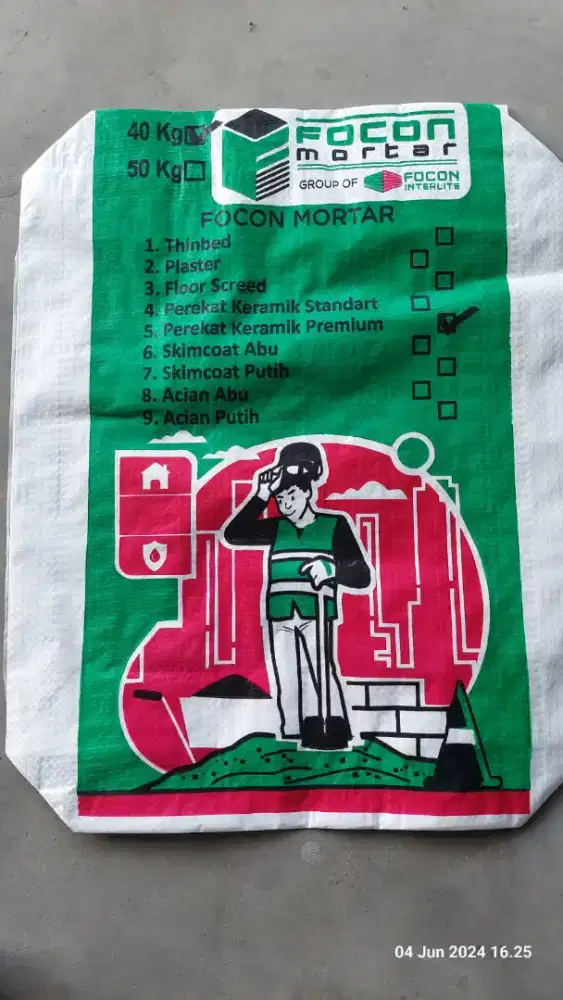 40 Kg
50 Kg
FOCON
mortar
GROUP OF FOCON INTERLITE
FOCON MORTAR
1. Thinbed
2. Plaster
3. Floor Screed
4. Perekat Keramik Standart
5. Perekat Keramik Premium
6. Skimcoat Abu
7. Skimcoat Putih
8. Acian Abu
9. Acian Putih
04 Jun 2024 16.25